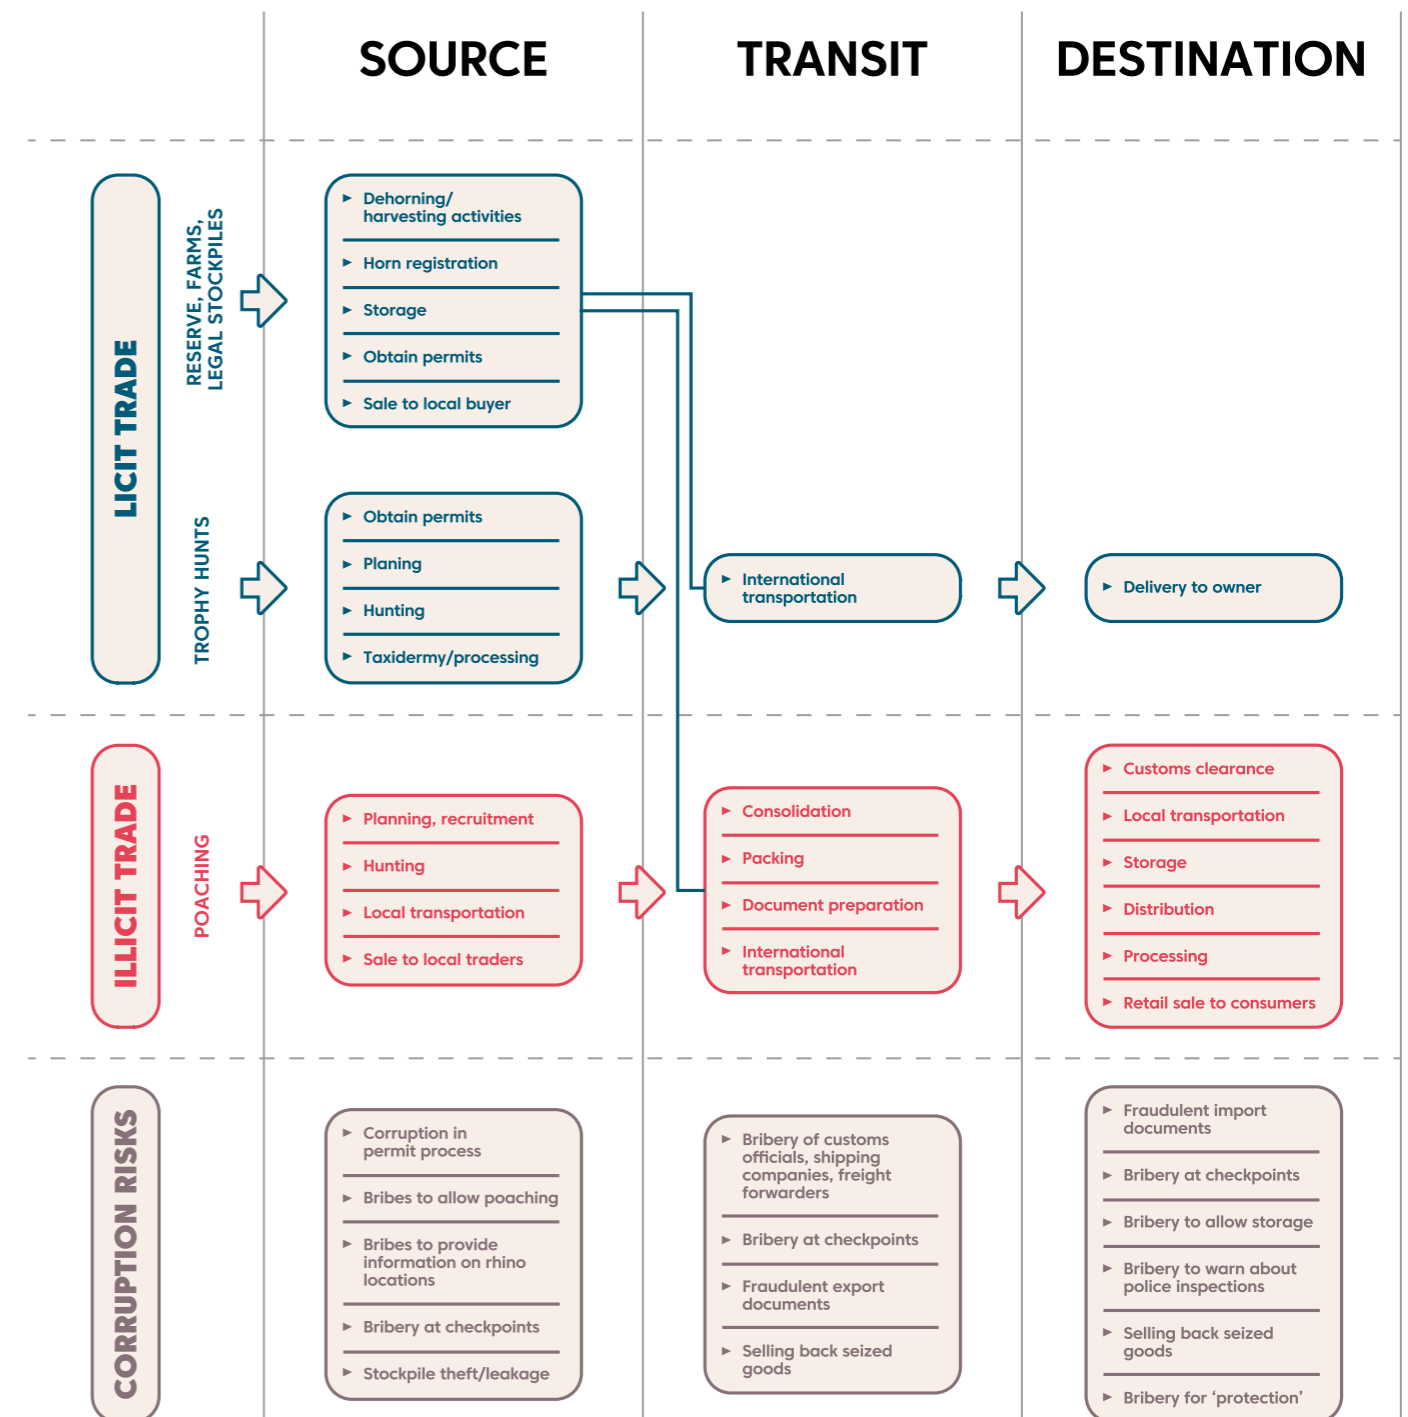 SOURCE
TRANSIT
DESTINATION
LICIT TRADE
RESERVE, FARMS,
LEGAL STOCKPILES
Dehorning/
harvesting activities
Horn registration
Storage
Obtain permits
Sale to local buyer
TROPHY HUNTS
Obtain permits
Planing
Hunting
Taxidermy/processing
International
transportation
Delivery to owner
ILLICIT TRADE
POACHING
Planning, recruitment
Hunting
Local transportation
Sale to local traders
Consolidation
Packing
Document preparation
International
transportation
Customs clearance
Local transportation
Storage
Distribution
Processing
Retail sale to consumers
CORRUPTION RISKS
Corruption in
permit process
Bribes to allow poaching
Bribes to provide
information on rhino
locations
Bribery at checkpoints
Stockpile theft/leakage
Bribery of customs
officials, shipping
companies, freight
forwarders
Bribery at checkpoints
Fraudulent export
documents
Selling back seized
goods
Fraudulent import
documents
Bribery at checkpoints
Bribery to allow storage
Bribery to warn about
police inspections
Selling back seized
goods
Bribery for ‘protection’